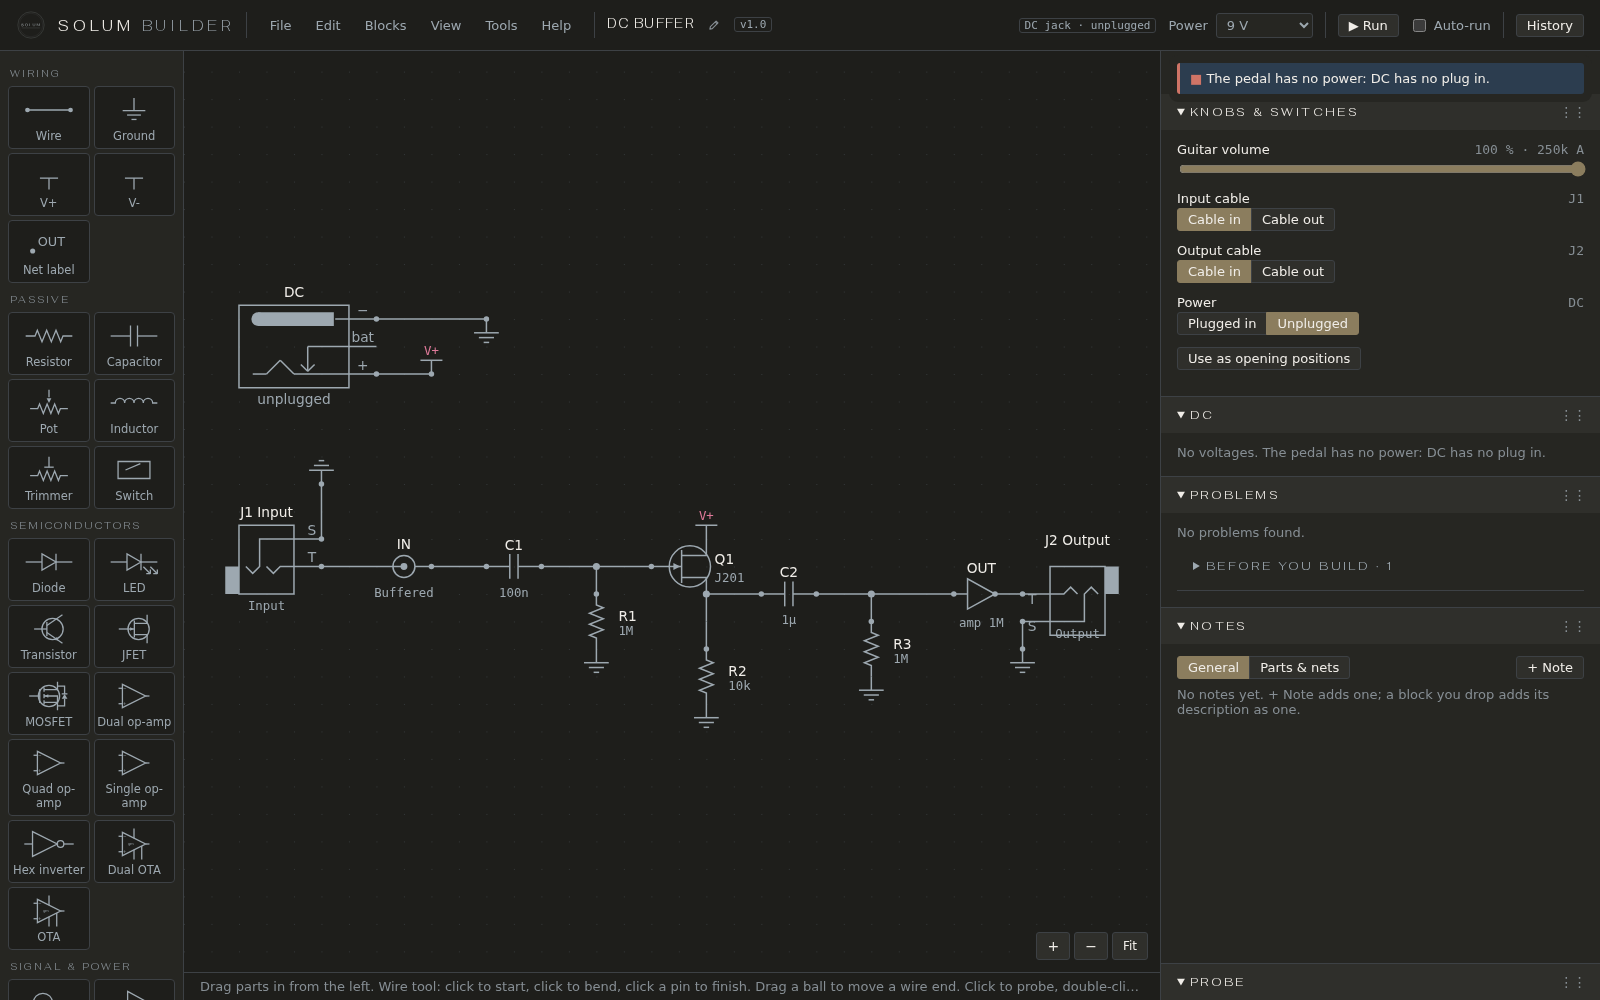 SOLUM BUILDER
File Edit Blocks View Tools Help
DC BUFFER v1.0
DC jack · unplugged Power 9 V ▶ Run Auto-run History
WIRING
Wire Ground
V+ V-
OUT
Net label
PASSIVE
Resistor Capacitor
Pot Inductor
Trimmer Switch
SEMICONDUCTORS
Diode LED
Transistor JFET
MOSFET Dual op-amp
Quad op-amp Single op-amp
Hex inverter Dual OTA
OTA
SIGNAL & POWER
DC
−
bat
+
V+
unplugged
J1 Input
S
T
Input
IN
Buffered
C1
100n
R1
1M
V+
Q1
J201
R2
10k
C2
1µ
R3
1M
OUT
amp 1M
J2 Output
T
S
Output
+ − Fit
Drag parts in from the left. Wire tool: click to start, click to bend, click a pin to finish. Drag a ball to move a wire end. Click to probe, double-cli…
The pedal has no power: DC has no plug in.
KNOBS & SWITCHES
Guitar volume 100 % · 250k A
Input cable J1
Cable in Cable out
Output cable J2
Cable in Cable out
Power DC
Plugged in Unplugged
Use as opening positions
DC
No voltages. The pedal has no power: DC has no plug in.
PROBLEMS
No problems found.
BEFORE YOU BUILD · 1
NOTES
General Parts & nets + Note
No notes yet. + Note adds one; a block you drop adds its
description as one.
PROBE